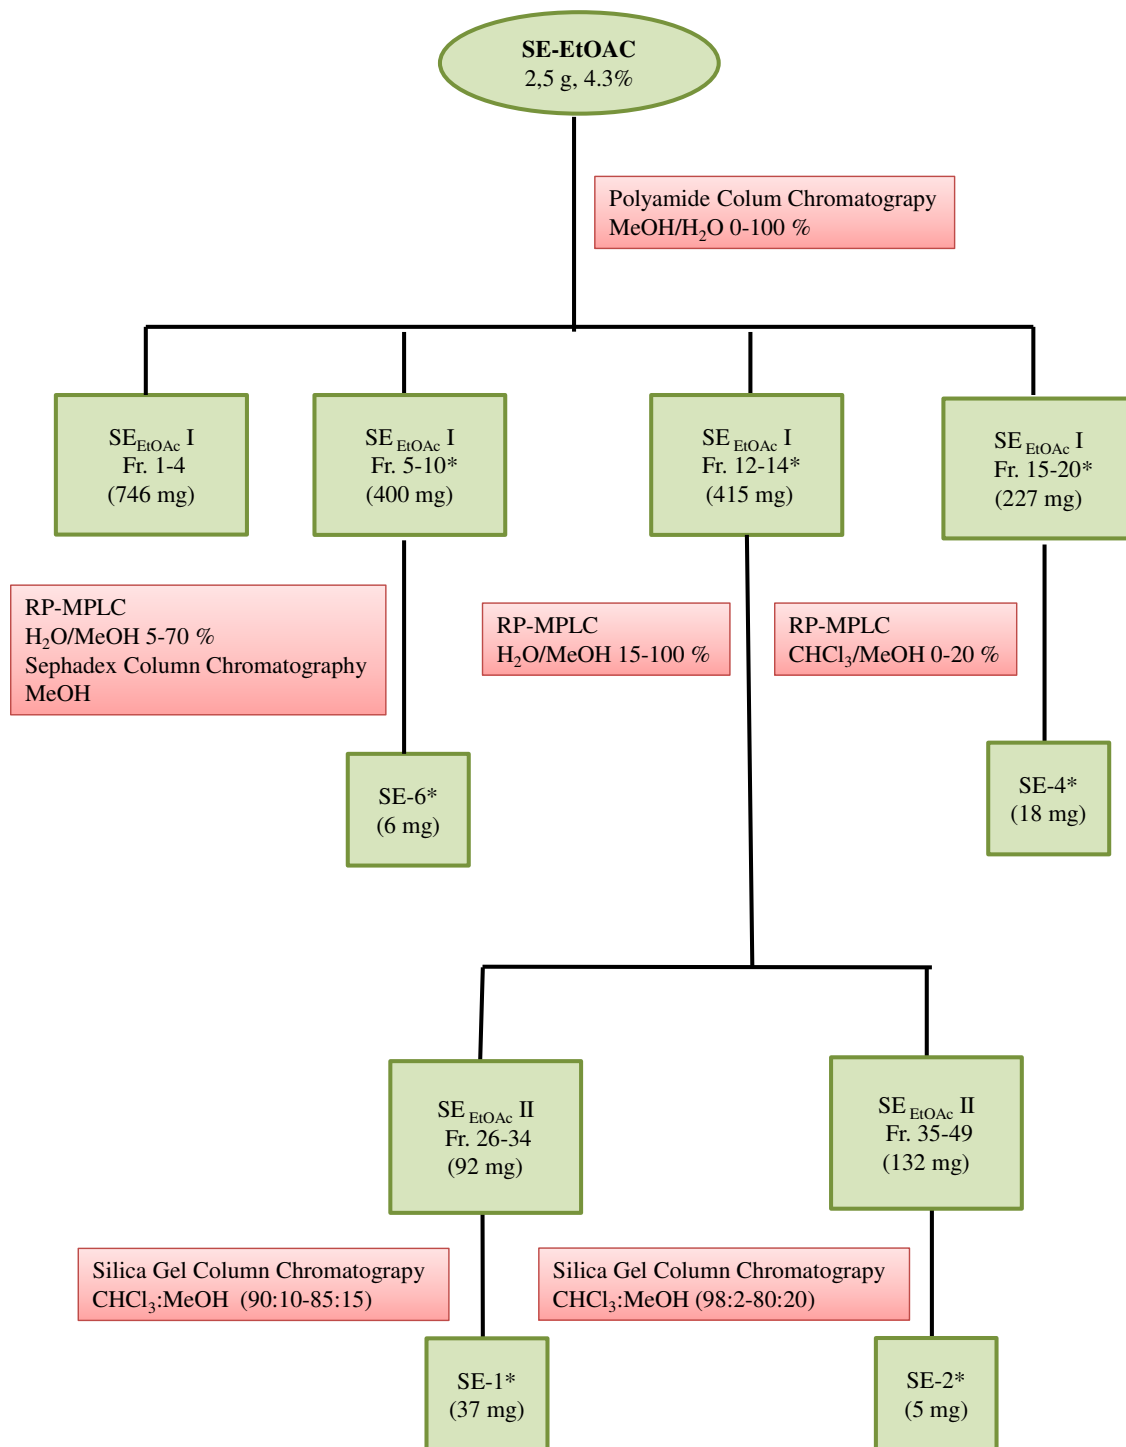 SE-EtOAC
2,5 g, 4.3%
Polyamide Colum Chromatograpy
MeOH/H₂O 0-100 %
SE EtOAc I
Fr. 1-4
(746 mg)
SE EtOAc I
Fr. 5-10*
(400 mg)
SE EtOAc I
Fr. 12-14*
(415 mg)
SE EtOAc I
Fr. 15-20*
(227 mg)
RP-MPLC
H₂O/MeOH 5-70 %
Sephadex Column Chromatography
MeOH
RP-MPLC
H₂O/MeOH 15-100 %
RP-MPLC
CHCl₃/MeOH 0-20 %
SE-6*
(6 mg)
SE-4*
(18 mg)
SE EtOAc II
Fr. 26-34
(92 mg)
SE EtOAc II
Fr. 35-49
(132 mg)
Silica Gel Column Chromatograpy
CHCl₃:MeOH (90:10-85:15)
Silica Gel Column Chromatograpy
CHCl₃:MeOH (98:2-80:20)
SE-1*
(37 mg)
SE-2*
(5 mg)